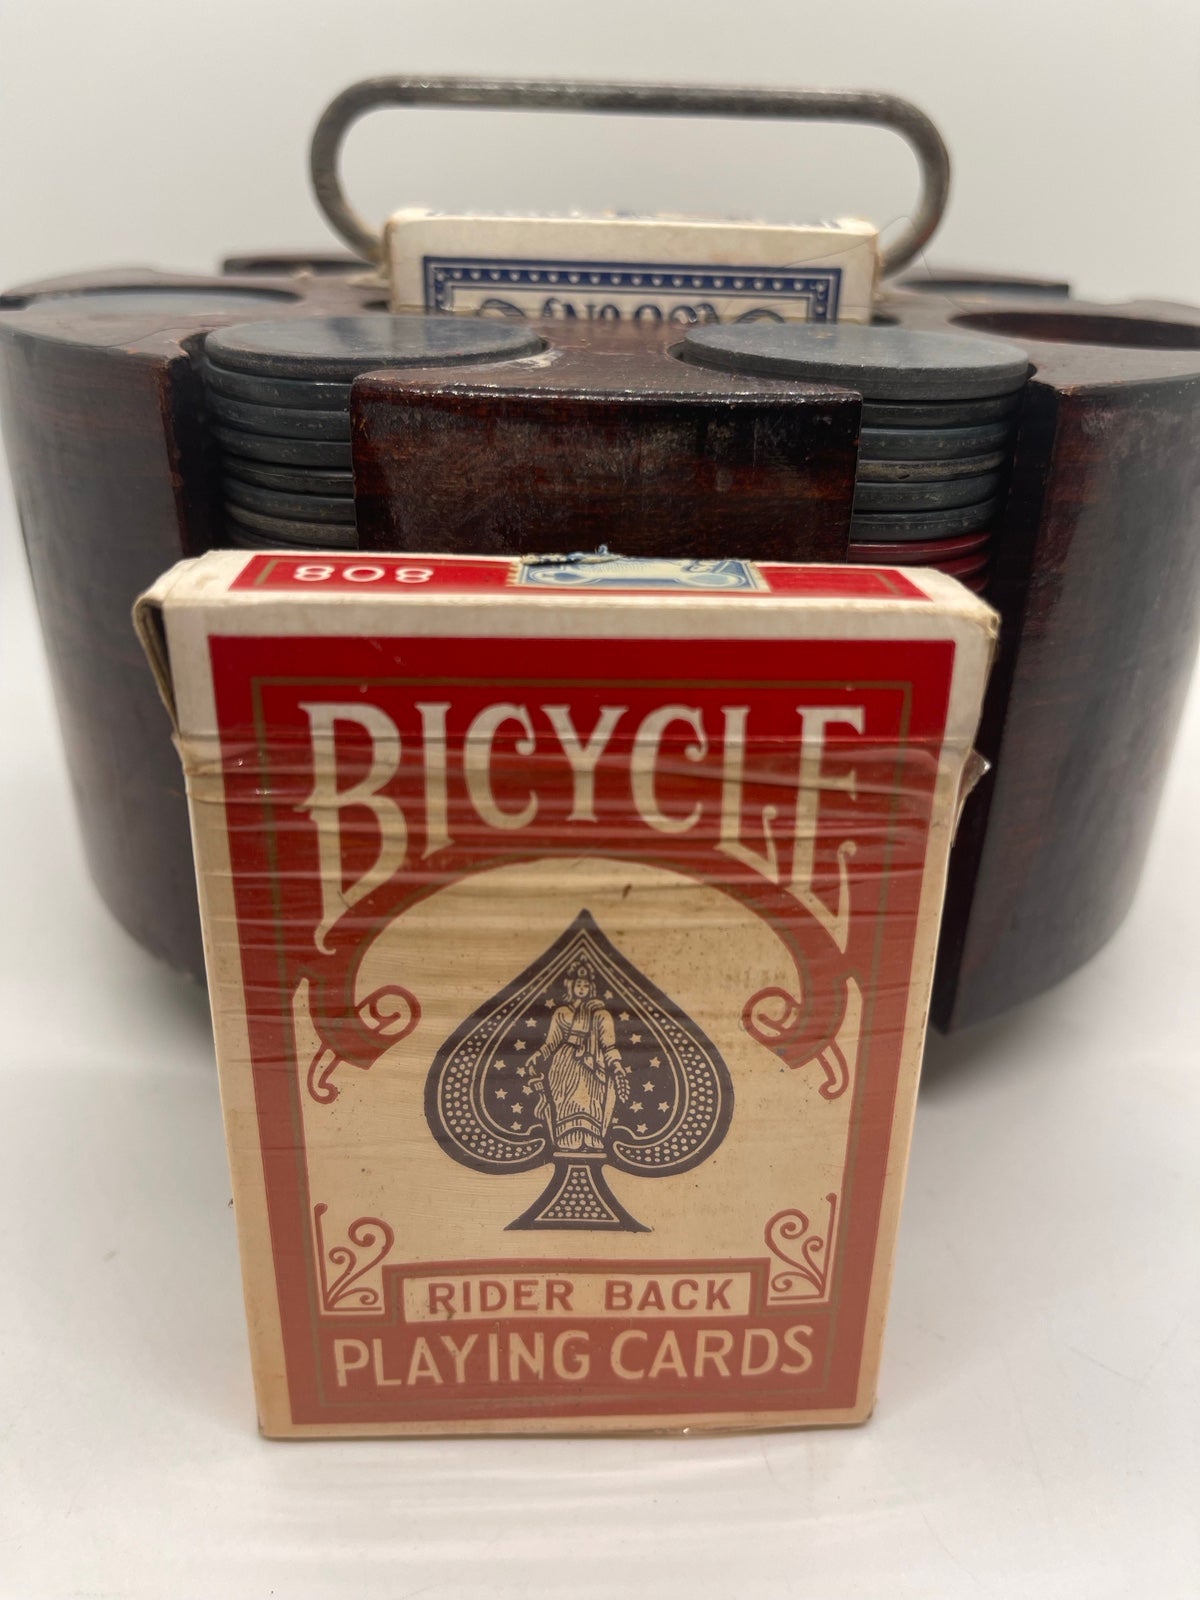 808
BICYCLE
RIDER BACK
PLAYING CARDS